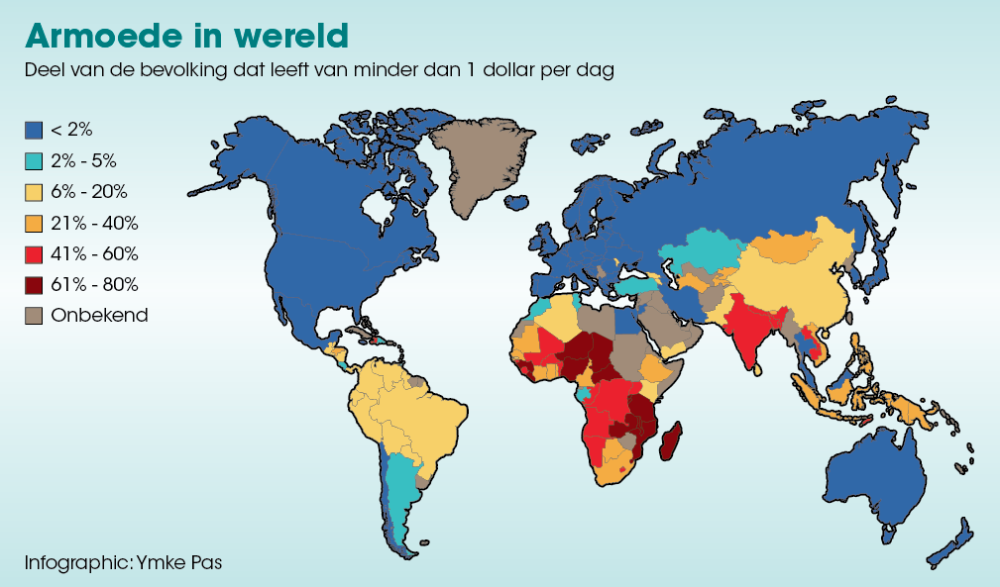 Armoede in wereld
Deel van de bevolking dat leeft van minder dan 1 dollar per dag
< 2%
2% - 5%
6% - 20%
21% - 40%
41% - 60%
61% - 80%
Onbekend
Infographic: Ymke Pas